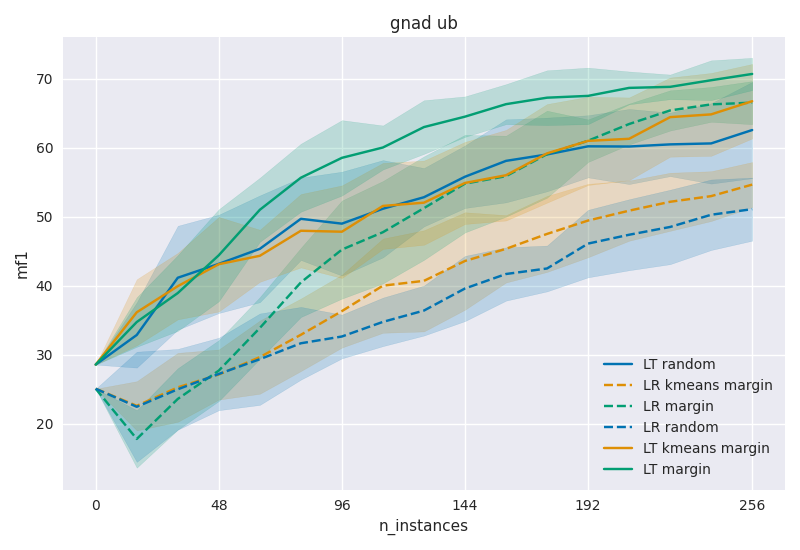 gnad ub
mf1
70
60
50
40
30
20
LT random
LR kmeans margin
LR margin
LR random
LT kmeans margin
LT margin
0 48 96 144 192 256
n_instances